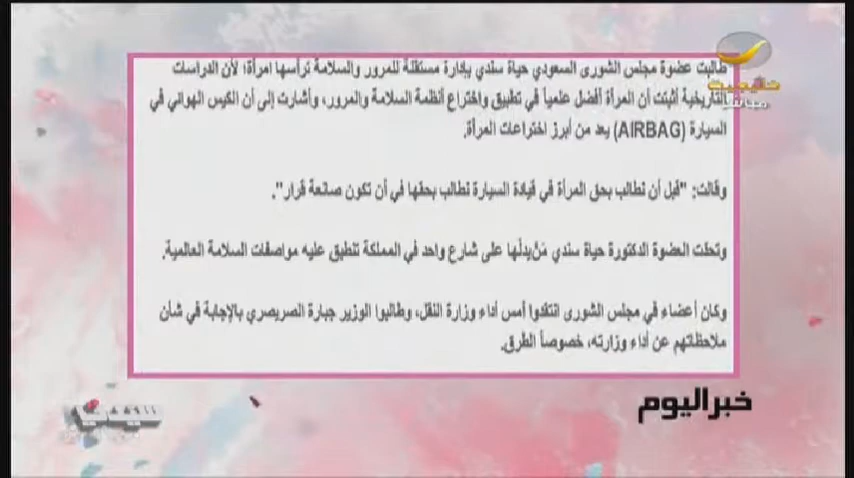 طالبت عضوة مجلس الشورى السعودي حياة سندي بإدارة مستقلة للمرور والسلامة ترأسها امرأة؛ لأن الدراسات
التاريخية أثبتت أن المرأة أفضل علمياً في تطبيق واختراع أنظمة السلامة والمرور، وأشارت إلى أن الكيس الهوائي في
السيارة (AIRBAG) يعد من أبرز اختراعات المرأة.
وقالت: "قبل أن نطالب بحق المرأة في قيادة السيارة نطالب بحقها في أن تكون صانعة قرار".
وتحدّت العضوة الدكتورة حياة سندي مَنْ يدلّها على شارع واحد في المملكة تنطبق عليه مواصفات السلامة العالمية.
وكان أعضاء في مجلس الشورى انتقدوا أمس أداء وزارة النقل، وطالبوا الوزير جبارة الصريصري بالإجابة في شأن
ملاحظاتهم عن أداء وزارته، خصوصاً الطرق.
خبر اليوم